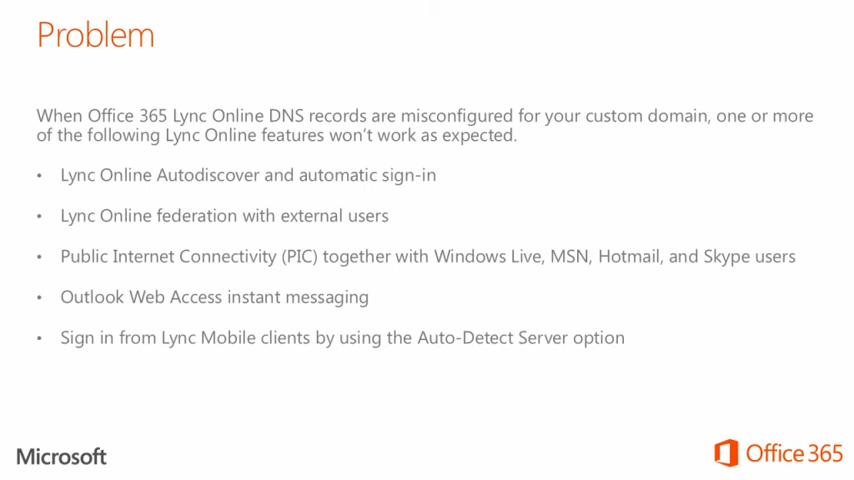 Problem
When Office 365 Lync Online DNS records are misconfigured for your custom domain, one or more
of the following Lync Online features won't work as expected.
• Lync Online Autodiscover and automatic sign-in
• Lync Online federation with external users
• Public Internet Connectivity (PIC) together with Windows Live, MSN, Hotmail, and Skype users
• Outlook Web Access instant messaging
• Sign in from Lync Mobile clients by using the Auto-Detect Server option
Microsoft
Office 365